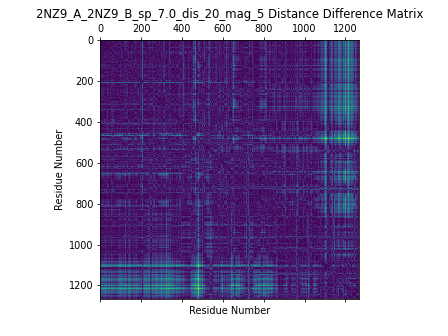 2NZ9_A_2NZ9_B_sp_7.0_dis_20_mag_5 Distance Difference Matrix
0 200 400 600 800 1000 1200
0
200
400
600
800
1000
1200
Residue Number
Residue Number